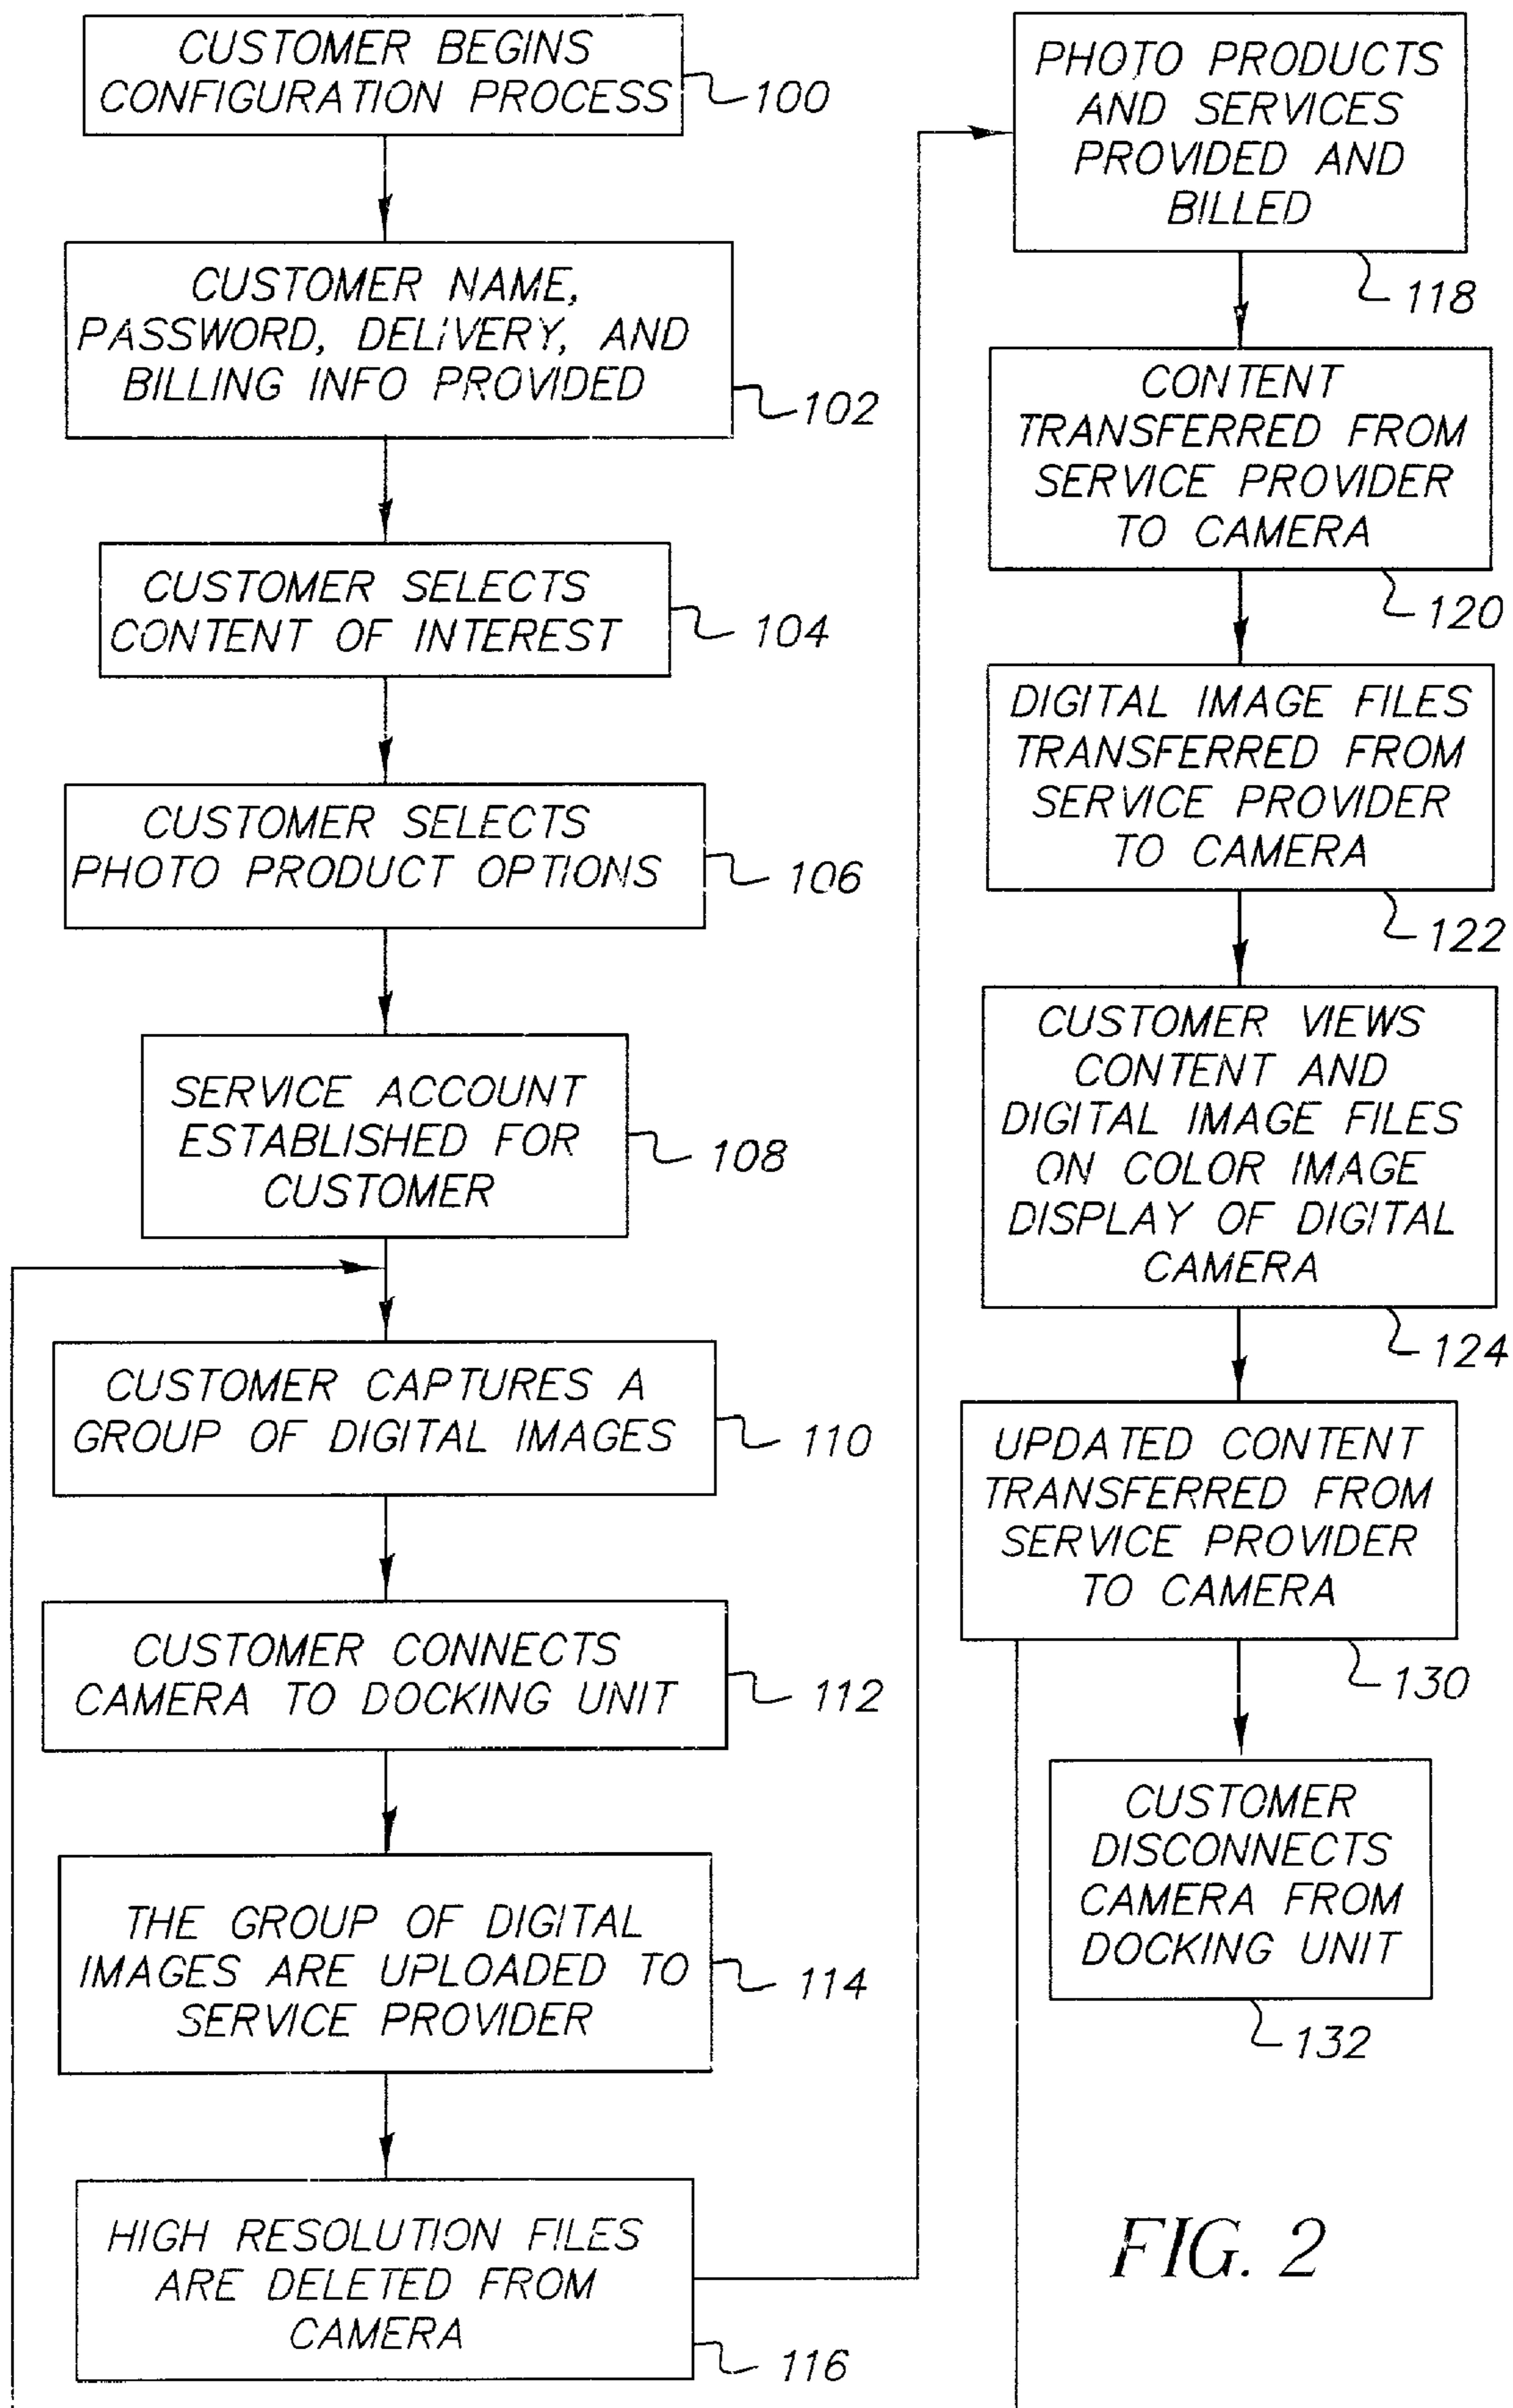 CUSTOMER BEGINS
CONFIGURATION PROCESS
100
CUSTOMER NAME,
PASSWORD, DELIVERY, AND
BILLING INFO PROVIDED
102
CUSTOMER SELECTS
CONTENT OF INTEREST
104
CUSTOMER SELECTS
PHOTO PRODUCT OPTIONS
106
SERVICE ACCOUNT
ESTABLISHED FOR
CUSTOMER
108
CUSTOMER CAPTURES A
GROUP OF DIGITAL IMAGES
110
CUSTOMER CONNECTS
CAMERA TO DOCKING UNIT
112
THE GROUP OF DIGITAL
IMAGES ARE UPLOADED TO
SERVICE PROVIDER
114
HIGH RESOLUTION FILES
ARE DELETED FROM
CAMERA
116
PHOTO PRODUCTS
AND SERVICES
PROVIDED AND
BILLED
118
CONTENT
TRANSFERRED FROM
SERVICE PROVIDER
TO CAMERA
120
DIGITAL IMAGE FILES
TRANSFERRED FROM
SERVICE PROVIDER
TO CAMERA
122
CUSTOMER VIEWS
CONTENT AND
DIGITAL IMAGE FILES
ON COLOR IMAGE
DISPLAY OF DIGITAL
CAMERA
124
UPDATED CONTENT
TRANSFERRED FROM
SERVICE PROVIDER
TO CAMERA
130
CUSTOMER
DISCONNECTS
CAMERA FROM
DOCKING UNIT
132
FIG. 2